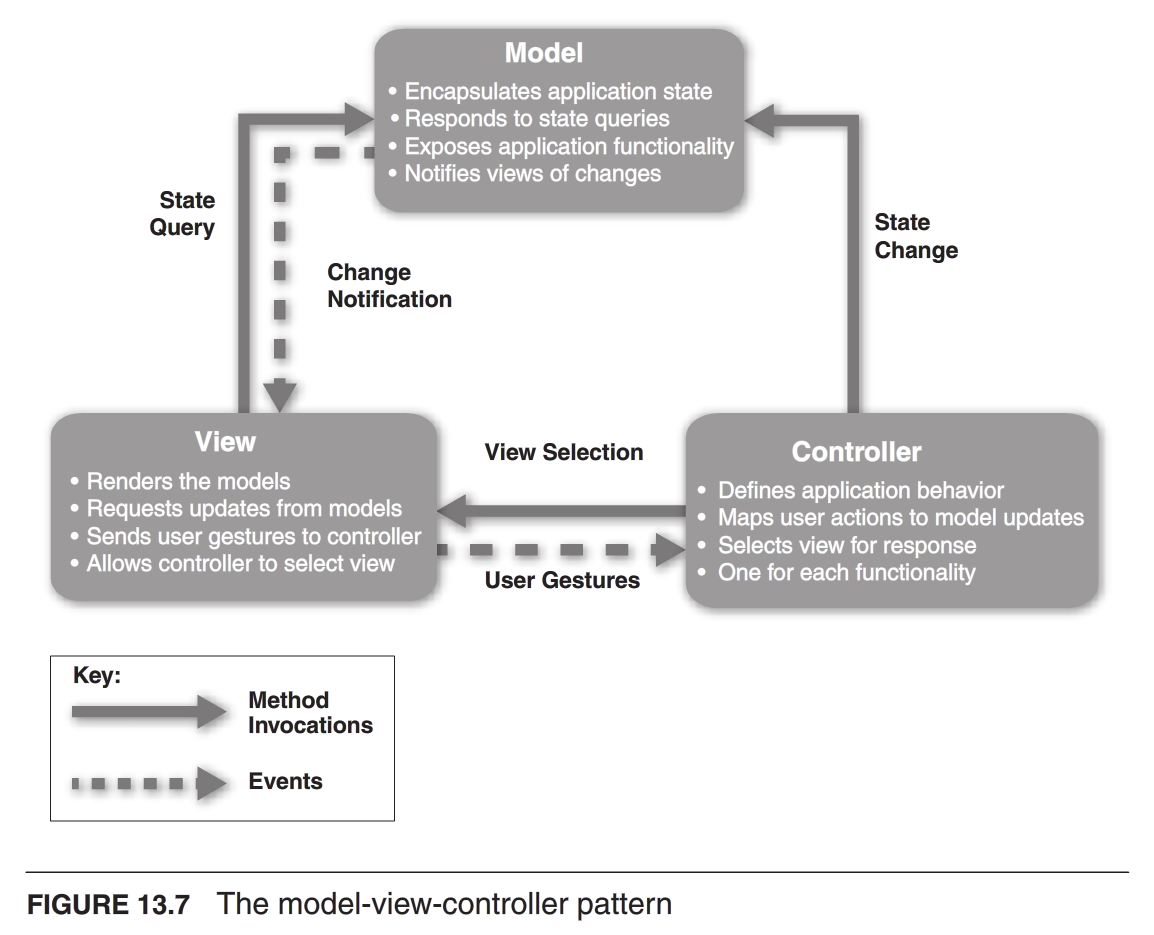 Model
• Encapsulates application state
• Responds to state queries
• Exposes application functionality
• Notifies views of changes
State
Query
Change
Notification
State
Change
View
• Renders the models
• Requests updates from models
• Sends user gestures to controller
• Allows controller to select view
View Selection
User Gestures
Controller
• Defines application behavior
• Maps user actions to model updates
• Selects view for response
• One for each functionality
Key:
Method
Invocations
Events
FIGURE 13.7 The model-view-controller pattern